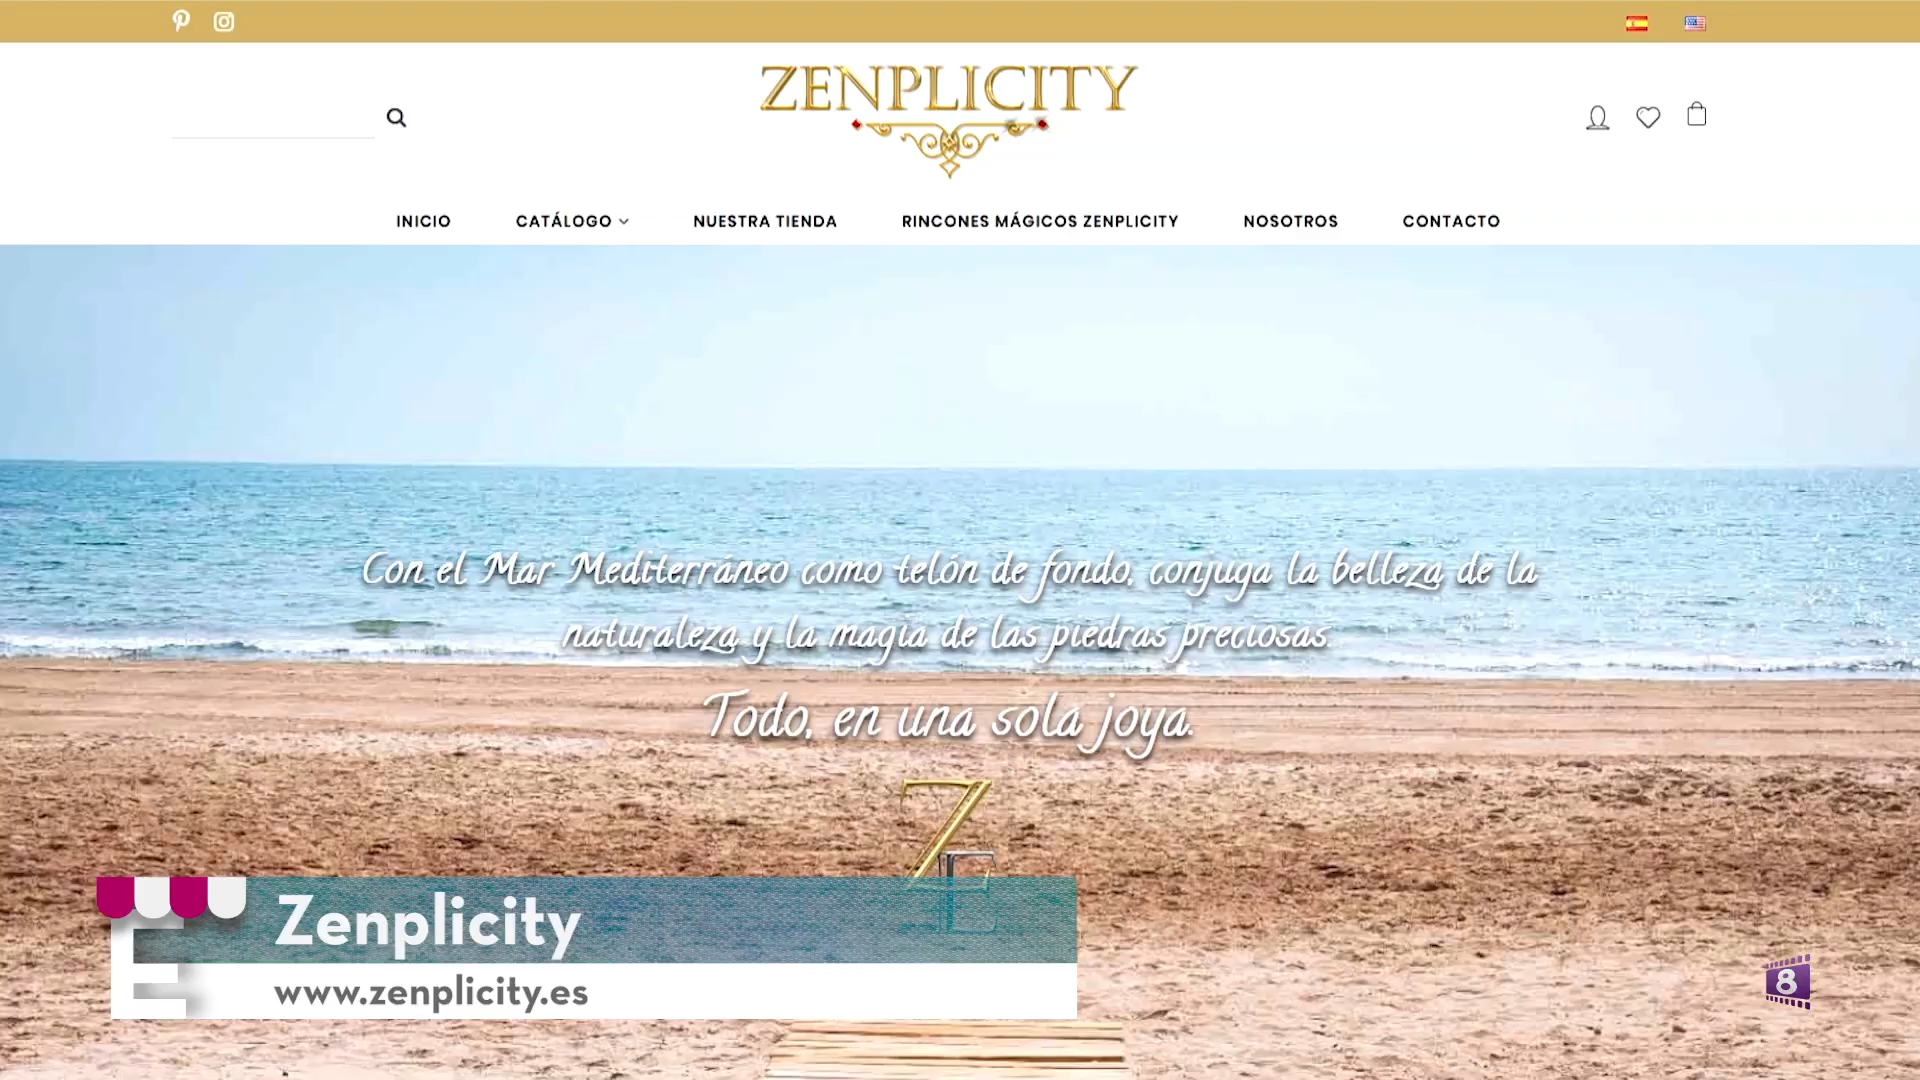 ZENPLICITY
INICIO
CATÁLOGO
NUESTRA TIENDA
RINCONES MÁGICOS ZENPLICITY
NOSOTROS
CONTACTO
Con el Mar Mediterráneo como telón de fondo, conjuga la belleza de la
naturaleza y la magia de las piedras preciosas.
Todo, en una sola joya.
Z
E
E
Zenplicity
www.zenplicity.es
8